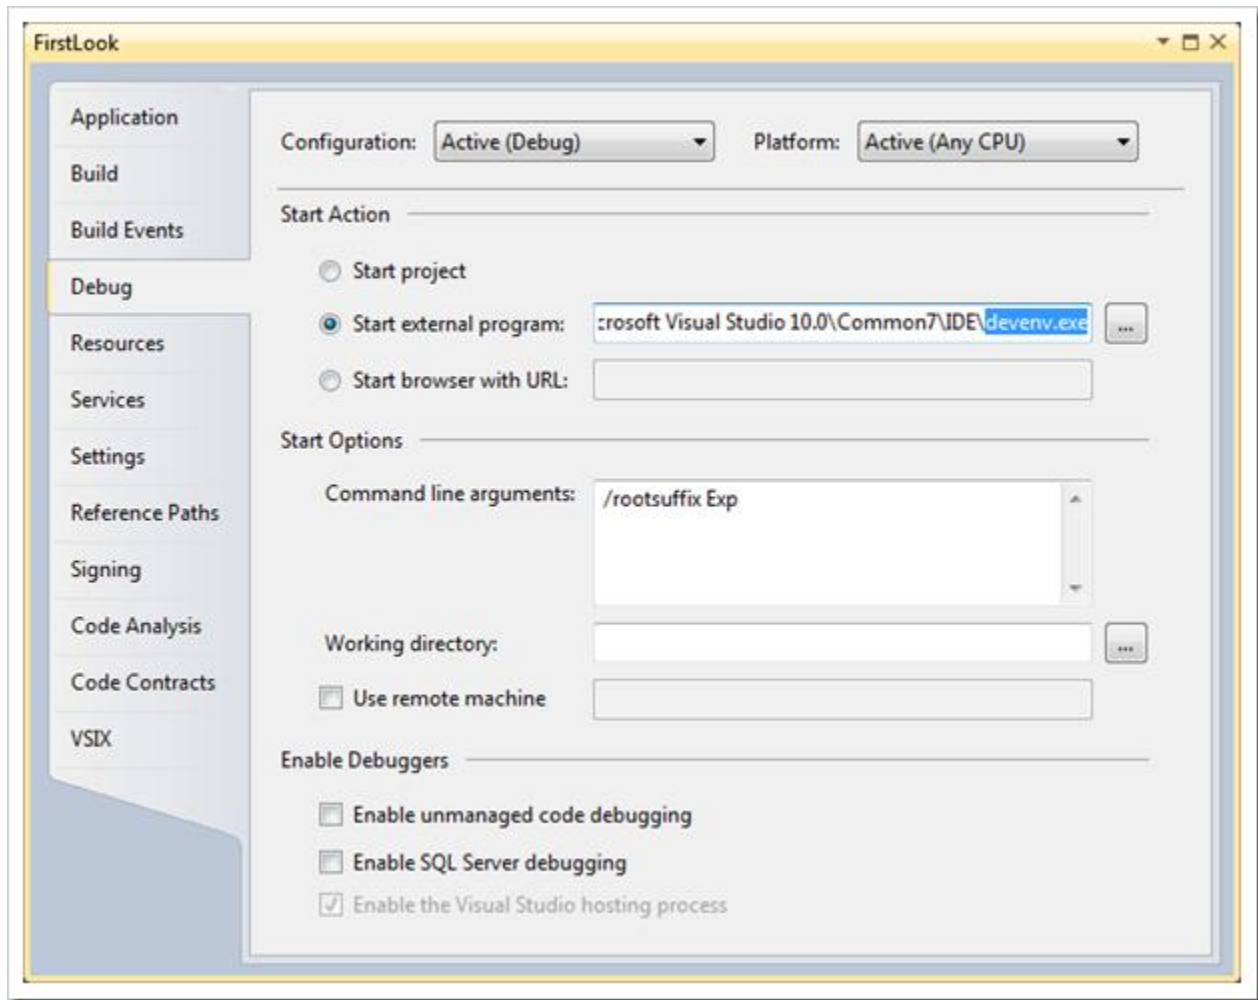 FirstLook
Application
Build
Build Events
Debug
Resources
Services
Settings
Reference Paths
Signing
Code Analysis
Code Contracts
VSIX
Configuration: Active (Debug) Platform: Active (Any CPU)
Start Action
Start project
Start external program: crosoft Visual Studio 10.0\Common7\IDE\devenv.exe ...
Start browser with URL:
Start Options
Command line arguments: /rootsuffix Exp
Working directory: ...
Use remote machine
Enable Debuggers
Enable unmanaged code debugging
Enable SQL Server debugging
Enable the Visual Studio hosting process